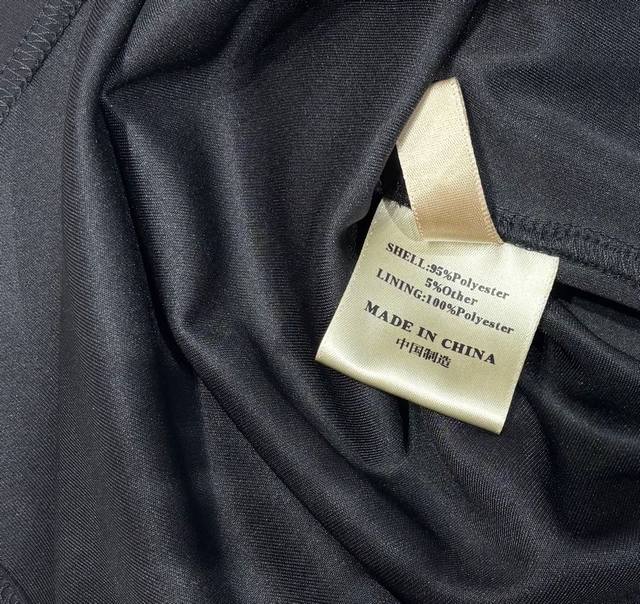 SHELL:95%Polyester
5%Other
LINING:100%Polyester
MADE IN CHINA
中国制造